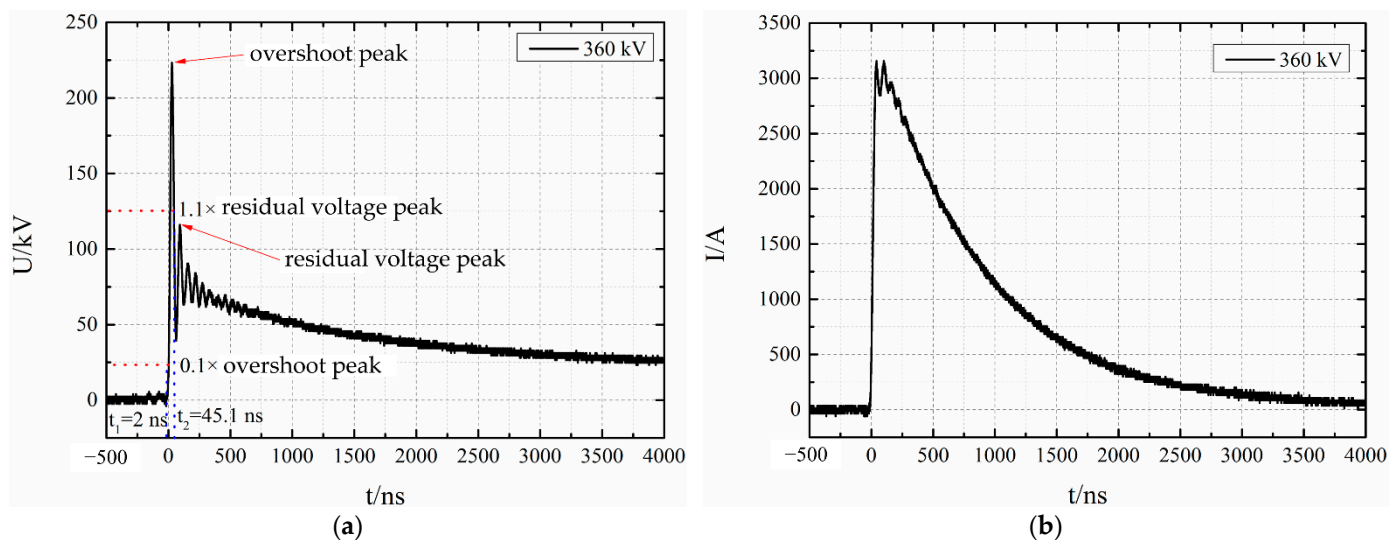 250
200
150
100
50
0
U/kV
360 kV
overshoot peak
1.1× residual voltage peak
residual voltage peak
0.1× overshoot peak
t₁=2 ns
t₂=45.1 ns
−500 0 500 1000 1500 2000 2500 3000 3500 4000
t/ns
(a)
3500
3000
2500
2000
1500
1000
500
0
I/A
360 kV
−500 0 500 1000 1500 2000 2500 3000 3500 4000
t/ns
(b)